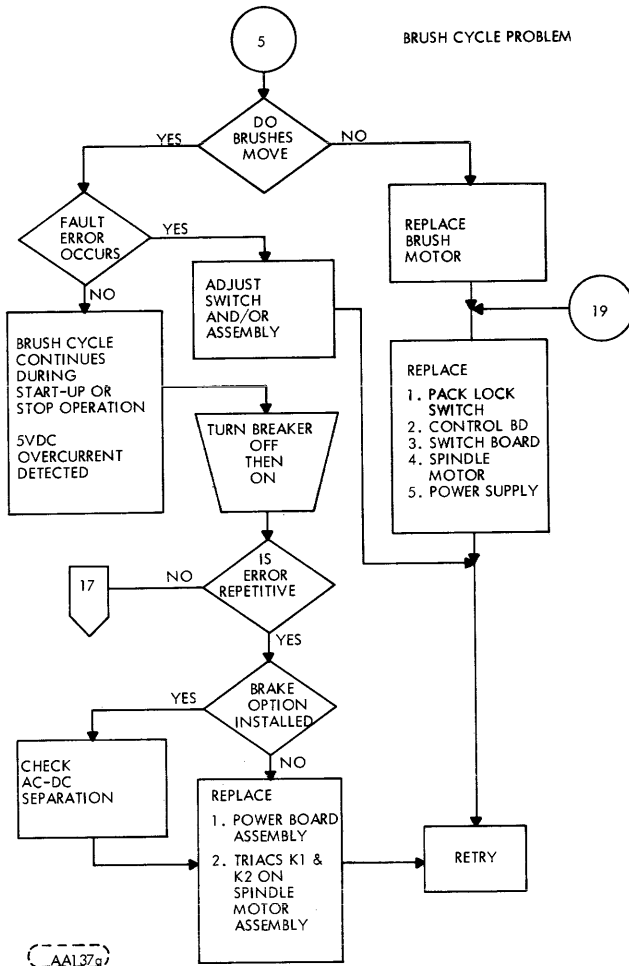 5
BRUSH CYCLE PROBLEM
DO
BRUSHES
MOVE
YES
NO
FAULT
ERROR
OCCURS
YES
NO
ADJUST
SWITCH
AND/OR
ASSEMBLY
REPLACE
BRUSH
MOTOR
19
BRUSH CYCLE
CONTINUES
DURING
START-UP OR
STOP OPERATION
5VDC
OVERCURRENT
DETECTED
TURN BREAKER
OFF
THEN
ON
REPLACE
1. PACK LOCK
SWITCH
2. CONTROL BD
3. SWITCH BOARD
4. SPINDLE
MOTOR
5. POWER SUPPLY
IS
ERROR
REPETITIVE
NO
17
YES
BRAKE
OPTION
INSTALLED
YES
NO
CHECK
AC-DC
SEPARATION
REPLACE
1. POWER BOARD
ASSEMBLY
2. TRIACS K1 &
K2 ON
SPINDLE
MOTOR
ASSEMBLY
RETRY
AA137a